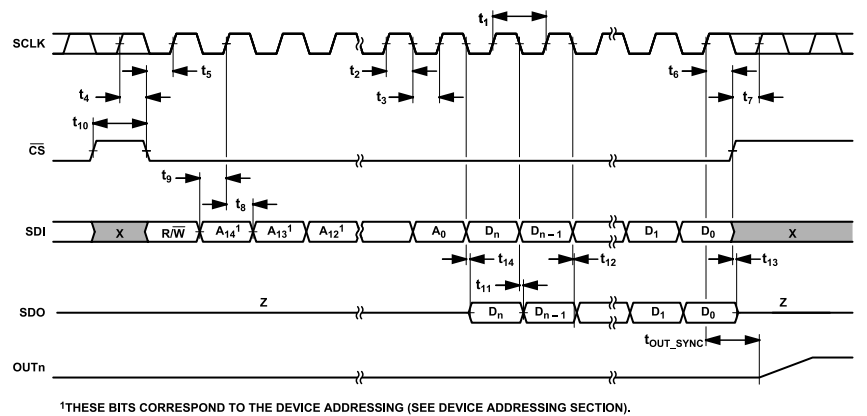 t1
SCLK
t5
t2
t6
t4
t3
t7
t10
CS
t9
t8
SDI X R/W A14¹ A13¹ A12¹ A0 Dn Dn – 1 D1 D0 X
t14 t12 t13
t11
Z Z
SDO Dn Dn – 1 D1 D0
tOUT_SYNC
OUTn
¹THESE BITS CORRESPOND TO THE DEVICE ADDRESSING (SEE DEVICE ADDRESSING SECTION).